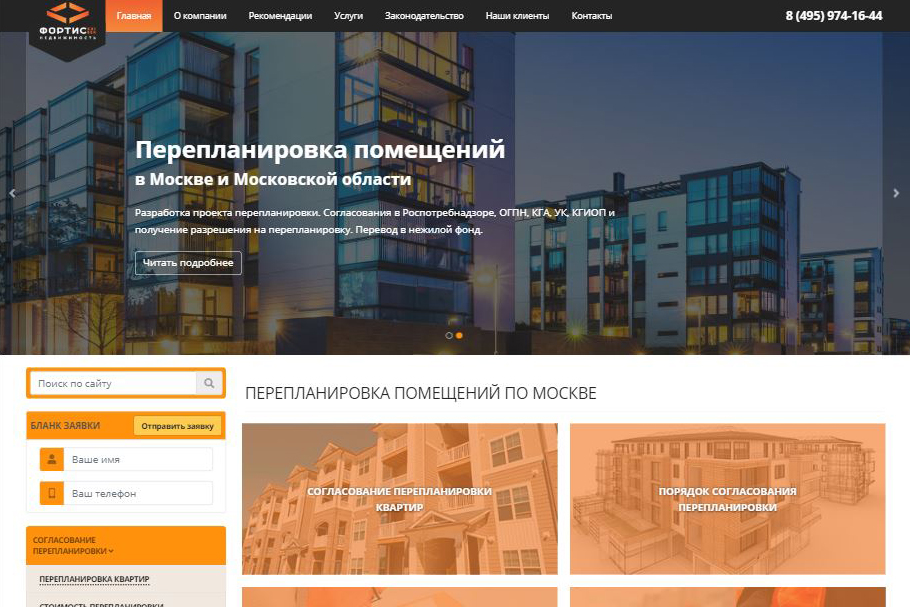 ФОРТИС
НЕДВИЖИМОСТЬ
Главная
О компании
Рекомендации
Услуги
Законодательство
Наши клиенты
Контакты
8 (495) 974-16-44
Перепланировка помещений
в Москве и Московской области
Разработка проекта перепланировки. Согласования в Роспотребнадзоре, ОГПН, КГА, УК, КГИОП и
получение разрешения на перепланировку. Перевод в нежилой фонд.
Читать подробнее
Поиск по сайту
БЛАНК ЗАЯВКИ
Отправить заявку
Ваше имя
Ваш телефон
СОГЛАСОВАНИЕ
ПЕРЕПЛАНИРОВКИ
ПЕРЕПЛАНИРОВКА КВАРТИР
СТОИМОСТЬ ПЕРЕПЛАНИРОВКИ
ПЕРЕПЛАНИРОВКА ПОМЕЩЕНИЙ ПО МОСКВЕ
СОГЛАСОВАНИЕ ПЕРЕПЛАНИРОВКИ
КВАРТИР
ПОРЯДОК СОГЛАСОВАНИЯ
ПЕРЕПЛАНИРОВКИ